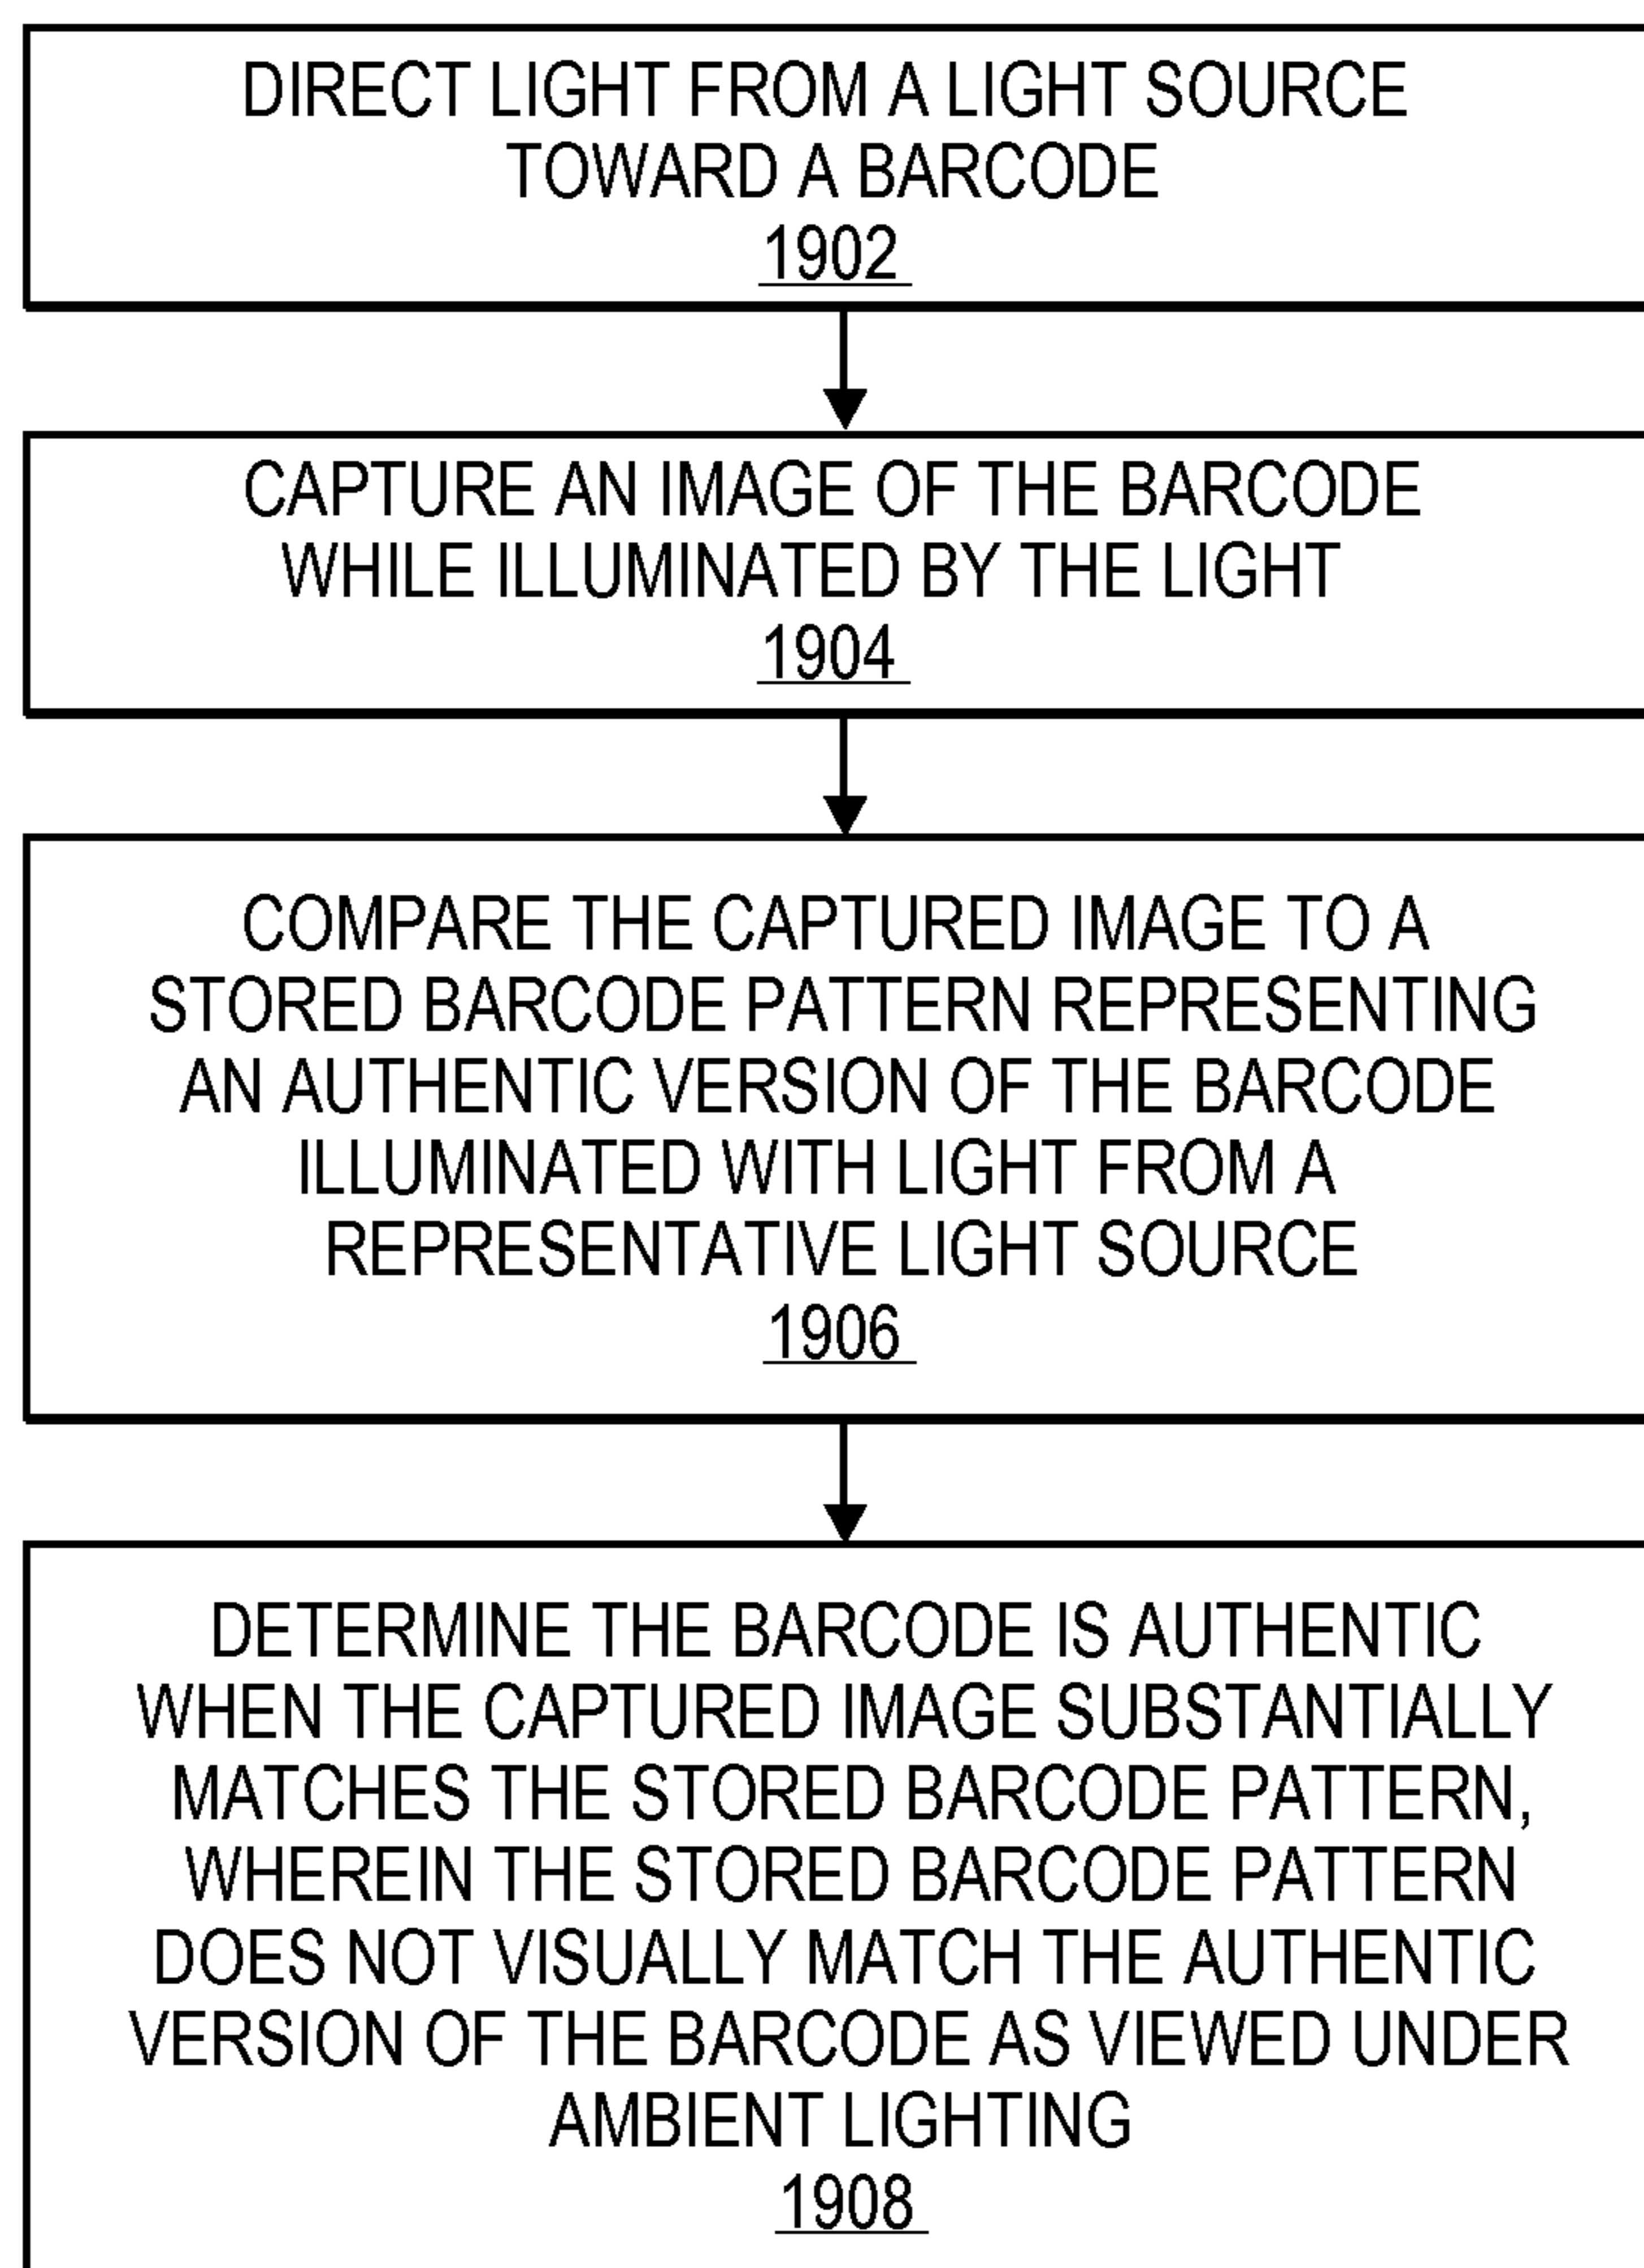 DIRECT LIGHT FROM A LIGHT SOURCE
TOWARD A BARCODE
1902
CAPTURE AN IMAGE OF THE BARCODE
WHILE ILLUMINATED BY THE LIGHT
1904
COMPARE THE CAPTURED IMAGE TO A
STORED BARCODE PATTERN REPRESENTING
AN AUTHENTIC VERSION OF THE BARCODE
ILLUMINATED WITH LIGHT FROM A
REPRESENTATIVE LIGHT SOURCE
1906
DETERMINE THE BARCODE IS AUTHENTIC
WHEN THE CAPTURED IMAGE SUBSTANTIALLY
MATCHES THE STORED BARCODE PATTERN,
WHEREIN THE STORED BARCODE PATTERN
DOES NOT VISUALLY MATCH THE AUTHENTIC
VERSION OF THE BARCODE AS VIEWED UNDER
AMBIENT LIGHTING
1908